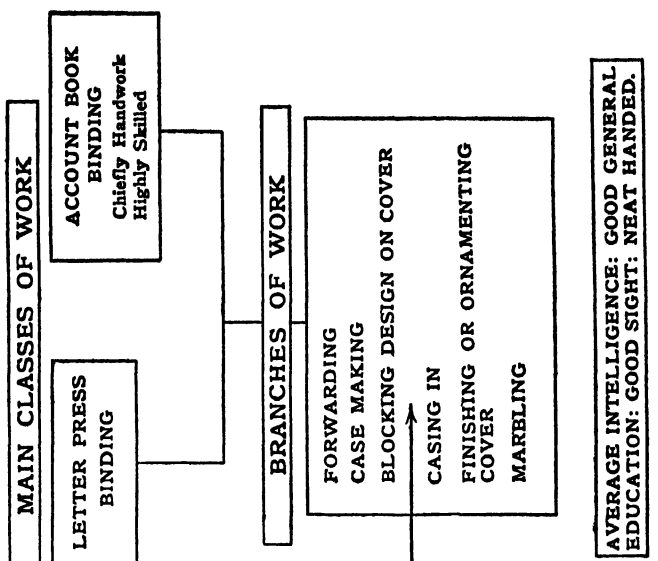 MAIN CLASSES OF WORK
LETTER PRESS
BINDING
ACCOUNT BOOK
BINDING
Chiefly Handwork
Highly Skilled
BRANCHES OF WORK
FORWARDING
CASE MAKING
BLOCKING DESIGN ON COVER
CASING IN
FINISHING OR ORNAMENTING
COVER
MARBLING
AVERAGE INTELLIGENCE: GOOD GENERAL
EDUCATION: GOOD SIGHT: NEAT HANDED.